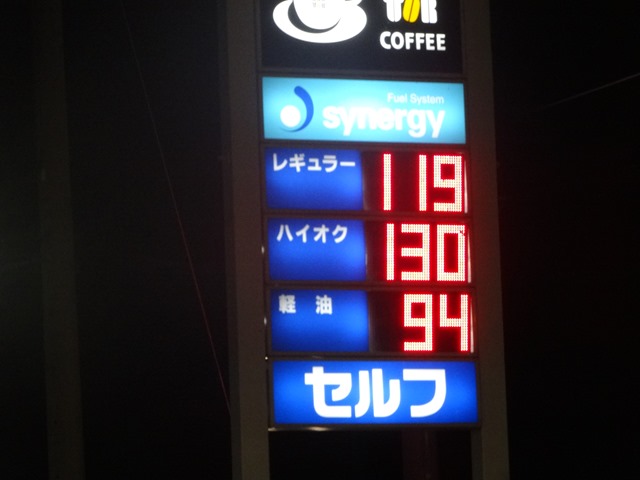 COFFEE
Fuel System
synergy
レギュラー 119
ハイオク 130
軽油 94
セルフ